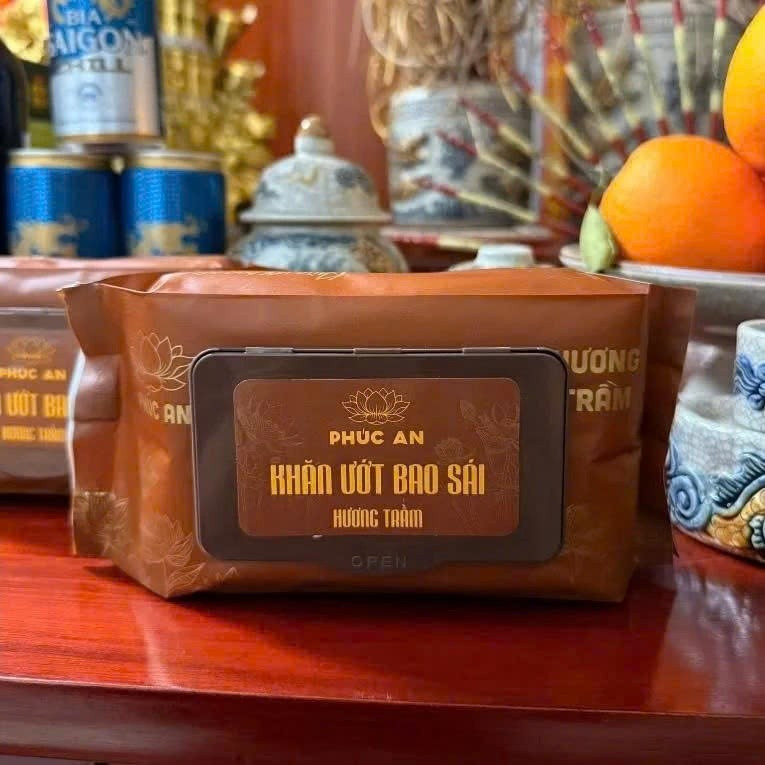 BIA
SAIGON
CHILL
PHÚC AN
KHĂN ƯỚT BAO SÁI
HƯƠNG TRẦM
OPEN
PHÚC AN
HƯƠNG
TRẦM
PHÚC AN
ƯỚT
HƯƠNG TRẦM